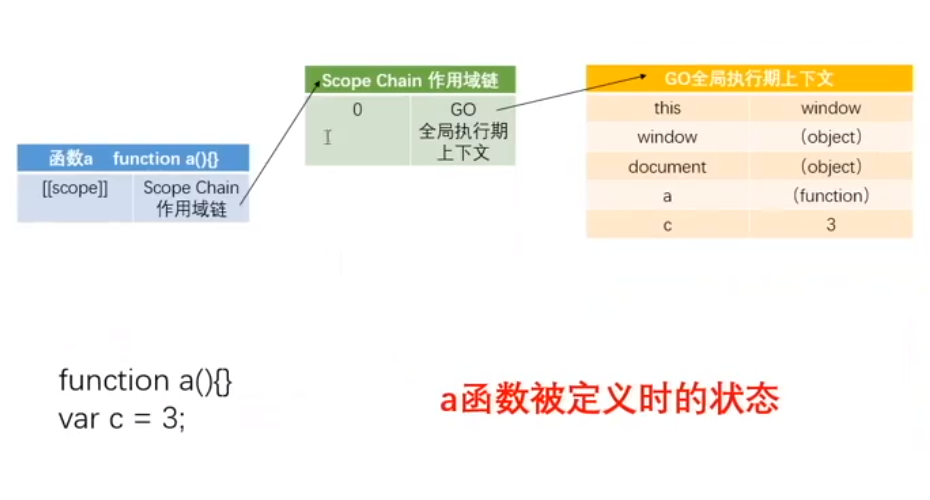 函数a function a(){}
[[scope]] Scope Chain
作用域链
Scope Chain 作用域链
0 GO
全局执行期
上下文
GO全局执行期上下文
this window
window (object)
document (object)
a (function)
c 3
function a(){}
var c = 3;
a函数被定义时的状态